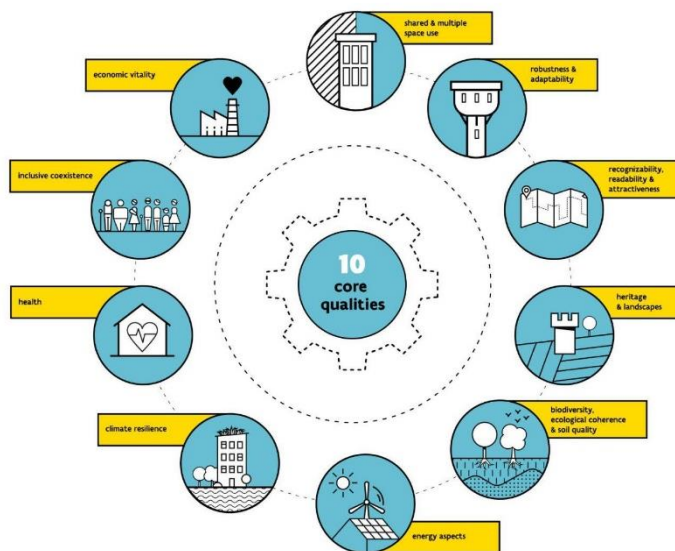 shared & multiple
space use
robustness &
adaptability
recognizability,
readability &
attractiveness
heritage
& landscapes
biodiversity,
ecological coherence
& soil quality
energy aspects
climate resilience
health
inclusive coexistence
economic vitality
10
core
qualities